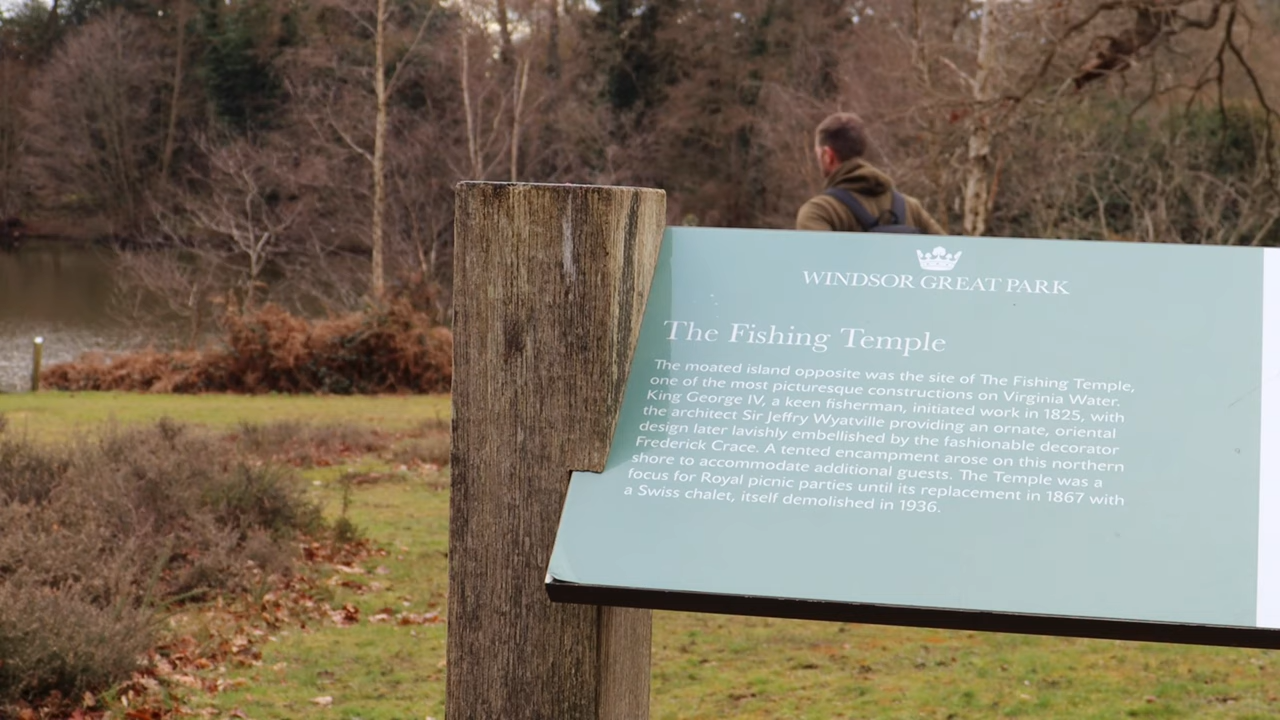 WINDSOR GREAT PARK
The Fishing Temple
The moated island opposite was the site of The Fishing Temple,
one of the most picturesque constructions on Virginia Water.
King George IV, a keen fisherman, initiated work in 1825, with
the architect Sir Jeffry Wyatville providing an ornate, oriental
design later lavishly embellished by the fashionable decorator
Frederick Crace. A tented encampment arose on this northern
shore to accommodate additional guests. The Temple was a
focus for Royal picnic parties until its replacement in 1867 with
a Swiss chalet, itself demolished in 1936.